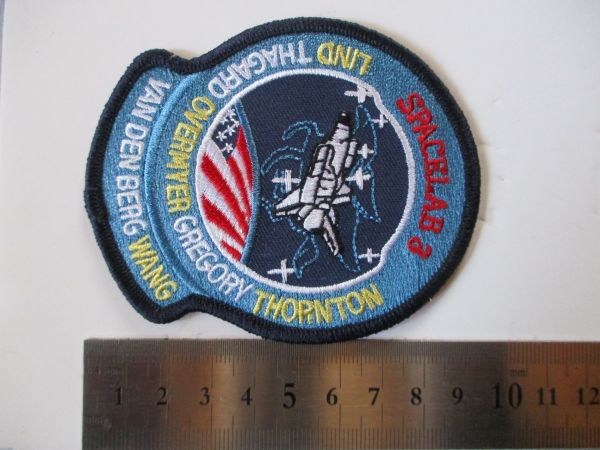 SPACELAB 3
LIND THAGARD OVERMYER GREGORY THORNTON
VAN DEN BERG WANG
1 2 3 4 5 6 7 8 9 10 11 12